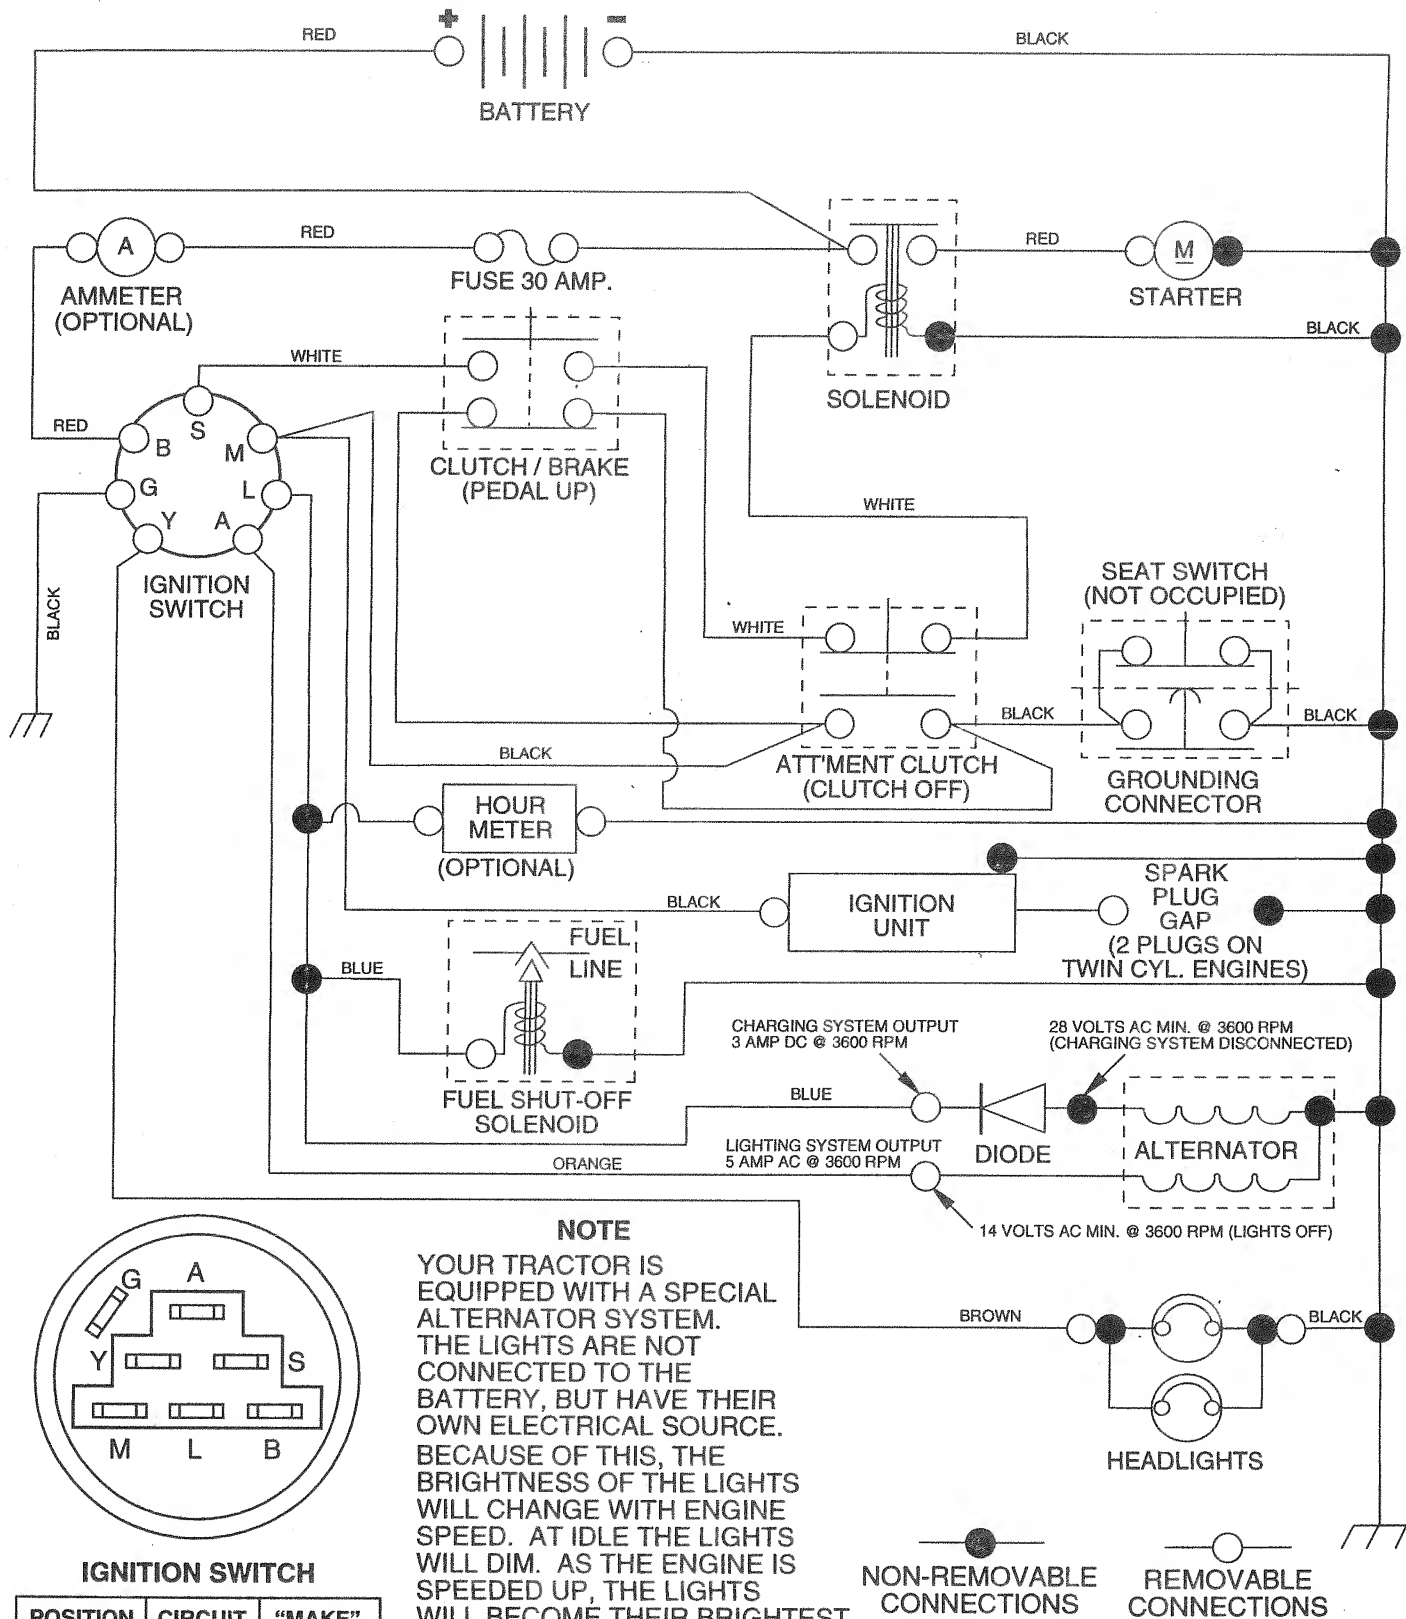 + -
RED
BLACK
BATTERY
A
RED
RED
M
AMMETER
(OPTIONAL)
FUSE 30 AMP.
STARTER
BLACK
WHITE
SOLENOID
RED
B
S
M
G
L
Y
A
CLUTCH / BRAKE
(PEDAL UP)
WHITE
IGNITION
SWITCH
BLACK
SEAT SWITCH
(NOT OCCUPIED)
WHITE
BLACK
BLACK
BLACK
ATT'MENT CLUTCH
(CLUTCH OFF)
GROUNDING
CONNECTOR
HOUR
METER
(OPTIONAL)
BLACK
IGNITION
UNIT
SPARK
PLUG
GAP
(2 PLUGS ON
TWIN CYL. ENGINES)
FUEL
LINE
BLUE
FUEL SHUT-OFF
SOLENOID
CHARGING SYSTEM OUTPUT
3 AMP DC @ 3600 RPM
28 VOLTS AC MIN. @ 3600 RPM
(CHARGING SYSTEM DISCONNECTED)
BLUE
DIODE
ALTERNATOR
LIGHTING SYSTEM OUTPUT
5 AMP AC @ 3600 RPM
ORANGE
14 VOLTS AC MIN. @ 3600 RPM (LIGHTS OFF)
BROWN
BLACK
HEADLIGHTS
G
A
Y
S
M
L
B
IGNITION SWITCH
POSITION CIRCUIT "MAKE"
NOTE
YOUR TRACTOR IS
EQUIPPED WITH A SPECIAL
ALTERNATOR SYSTEM.
THE LIGHTS ARE NOT
CONNECTED TO THE
BATTERY, BUT HAVE THEIR
OWN ELECTRICAL SOURCE.
BECAUSE OF THIS, THE
BRIGHTNESS OF THE LIGHTS
WILL CHANGE WITH ENGINE
SPEED. AT IDLE THE LIGHTS
WILL DIM. AS THE ENGINE IS
SPEEDED UP, THE LIGHTS
WILL BECOME THEIR BRIGHTEST
NON-REMOVABLE
CONNECTIONS
REMOVABLE
CONNECTIONS